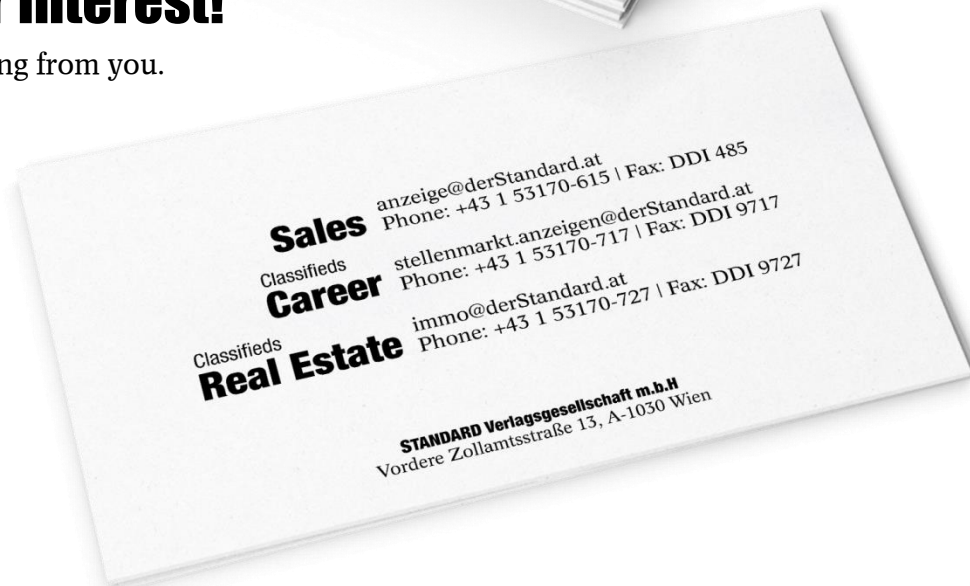 Interest!
ng from you.
Sales
anzeige@derStandard.at
Phone: +43 1 53170-615 | Fax: DDI 485
Classifieds
Career
stellenmarkt.anzeigen@derStandard.at
Phone: +43 1 53170-717 | Fax: DDI 9717
Classifieds
Real Estate
immo@derStandard.at
Phone: +43 1 53170-727 | Fax: DDI 9727
STANDARD Verlagsgesellschaft m.b.H
Vordere Zollamtsstraße 13, A-1030 Wien